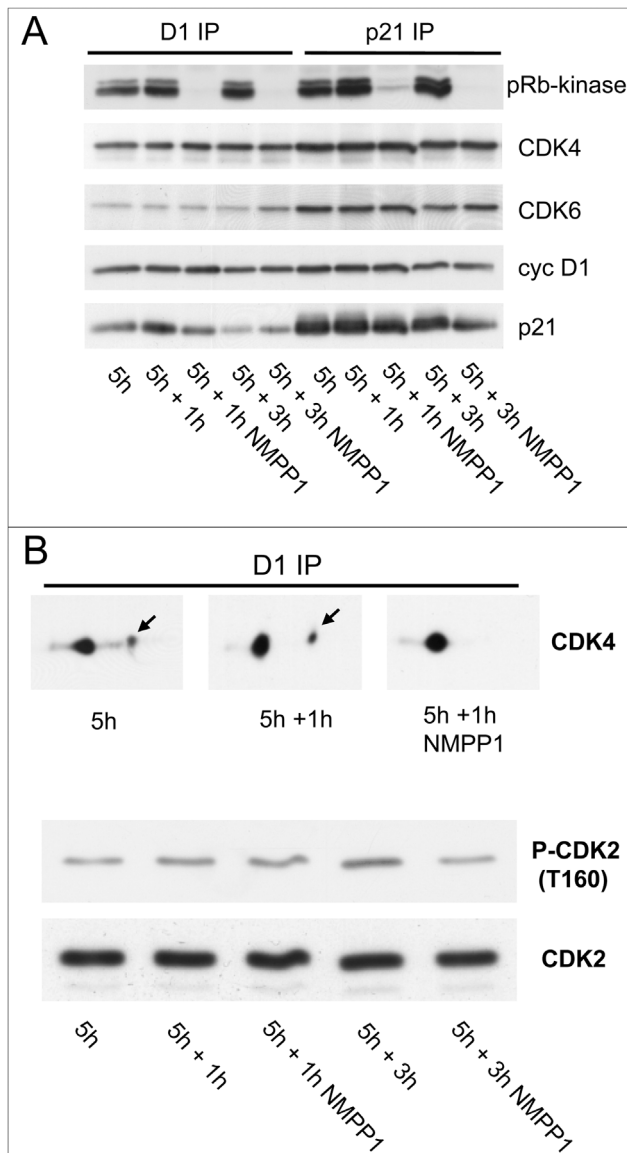 A
D1 IP
p21 IP
pRb-kinase
CDK4
CDK6
cyc D1
p21
5h
5h + 1h
5h + 1h NMPP1
5h + 3h
5h + 3h NMPP1
5h
5h + 1h
5h + 1h NMPP1
5h + 3h
5h + 3h NMPP1
B
D1 IP
CDK4
5h
5h +1h
5h +1h
NMPP1
P-CDK2
(T160)
CDK2
5h
5h + 1h
5h + 1h NMPP1
5h + 3h
5h + 3h NMPP1